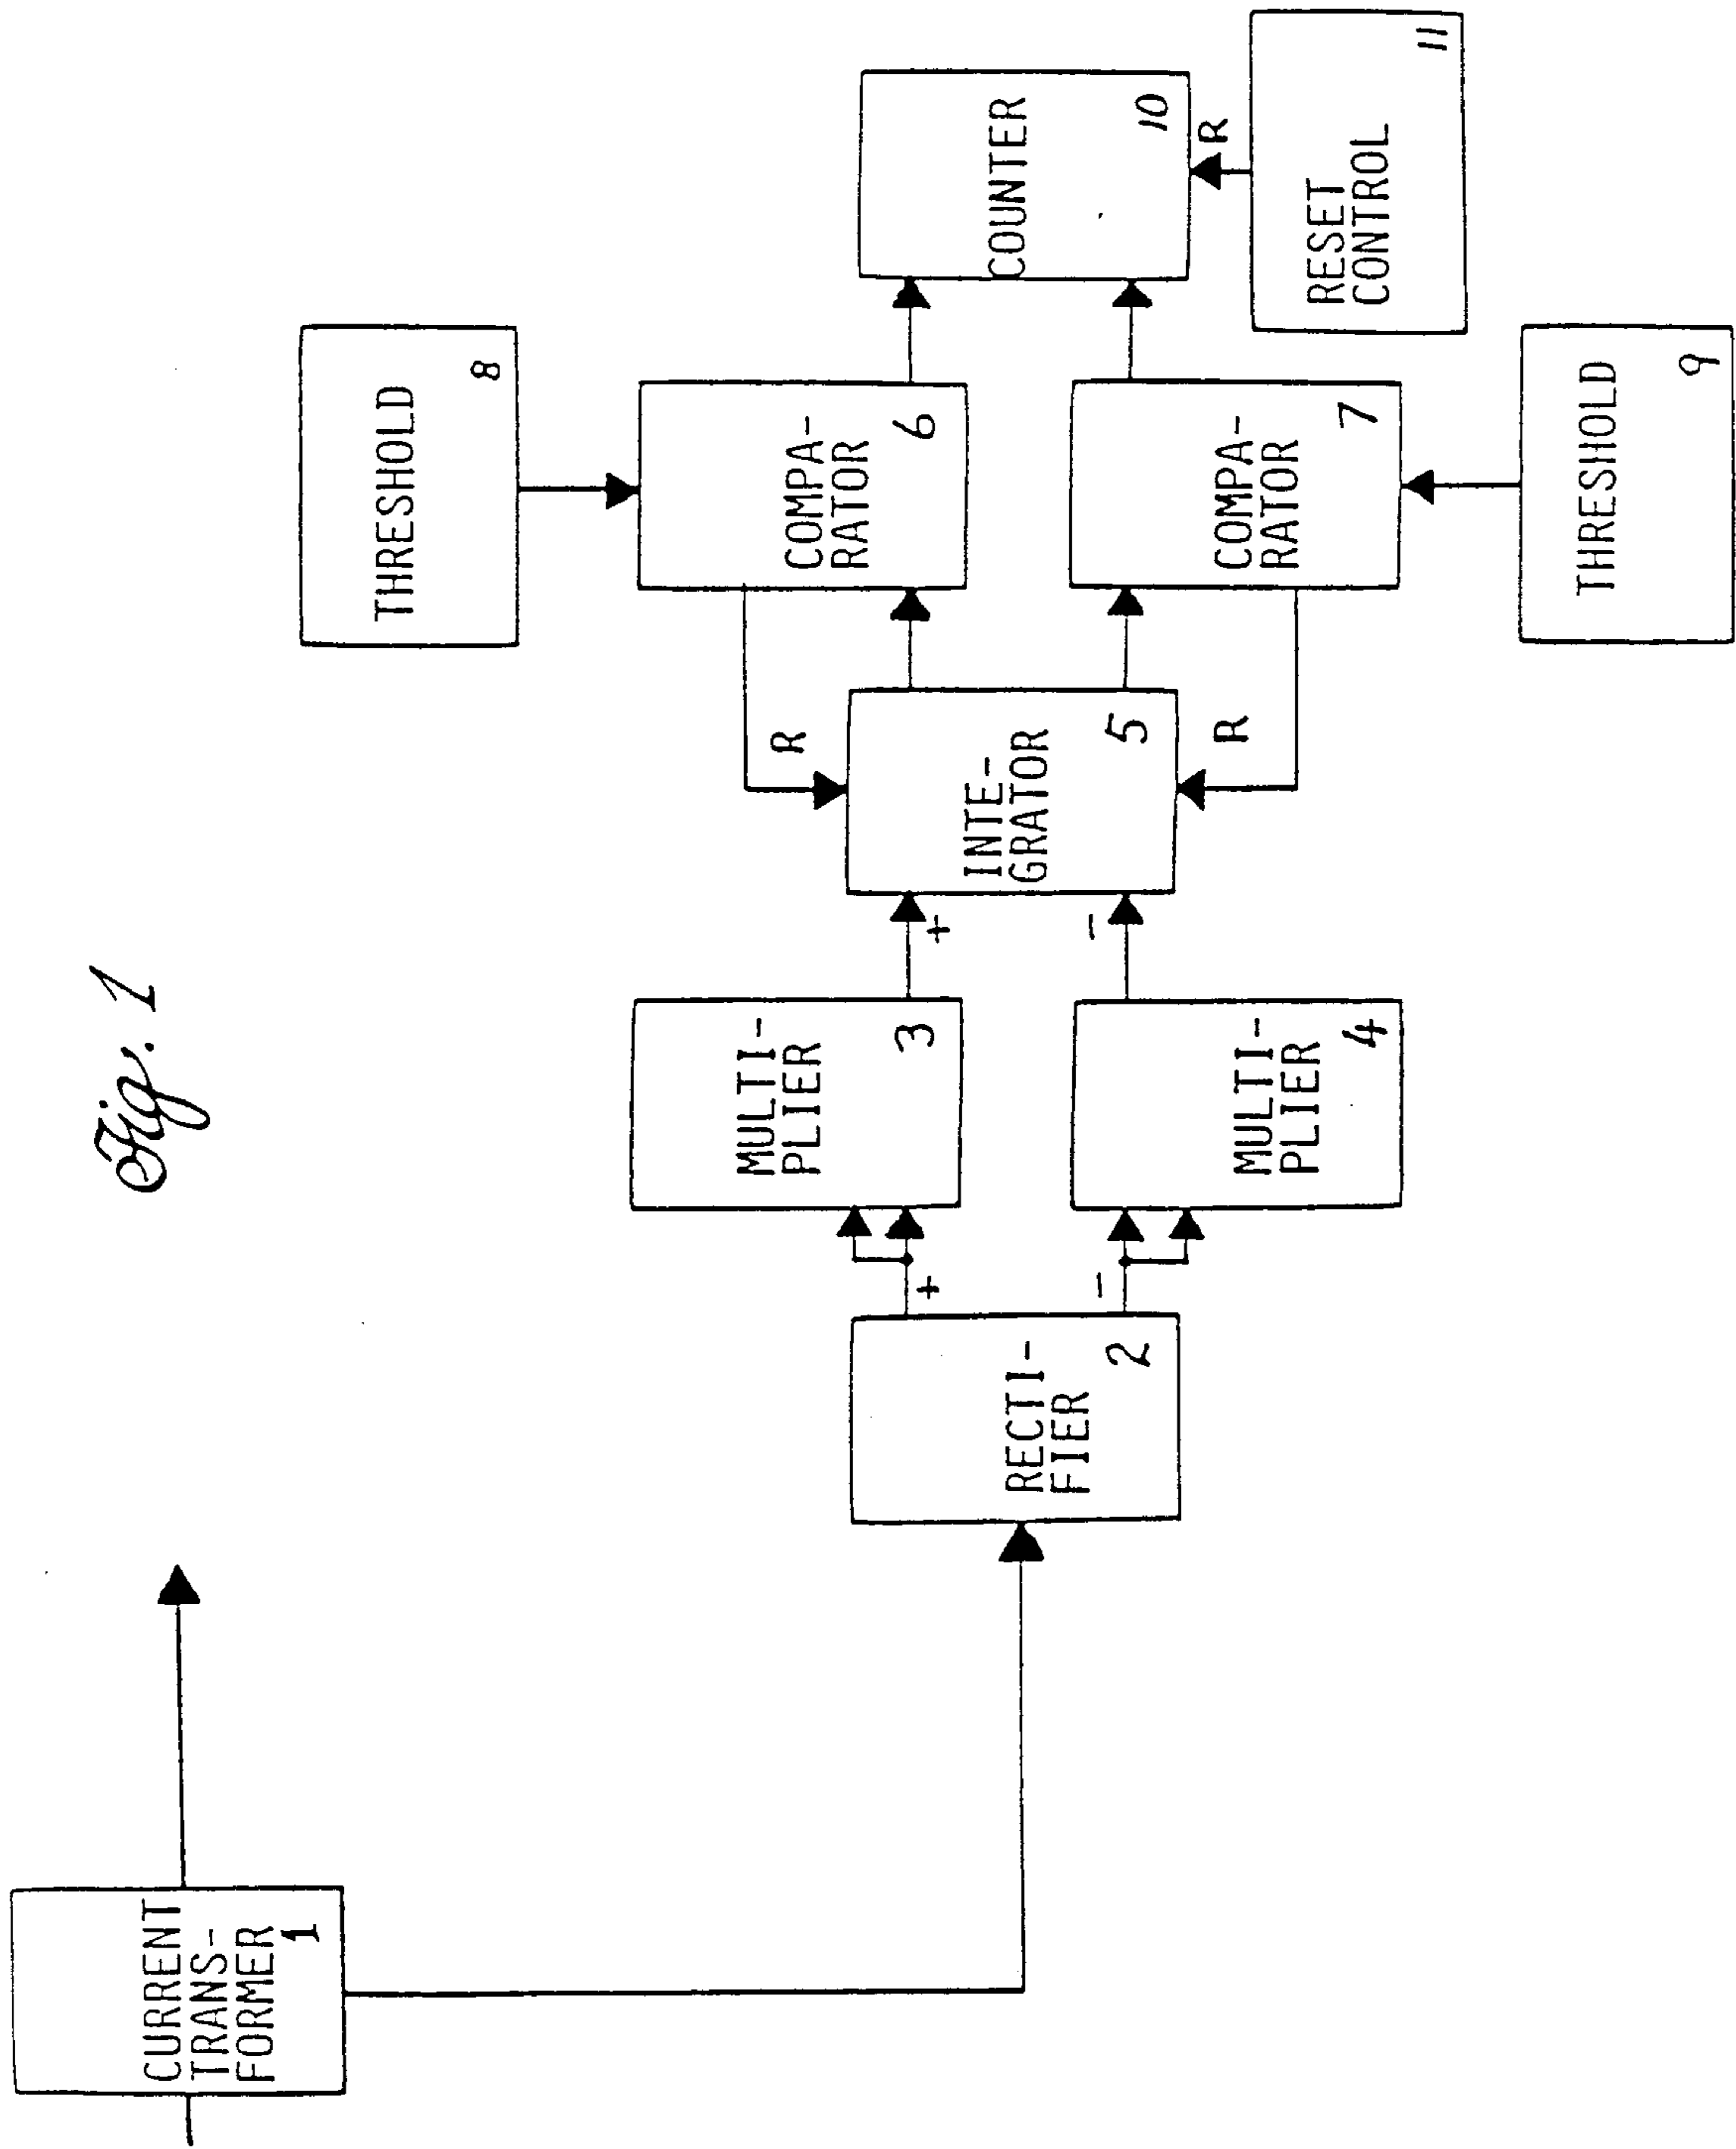 Fig. 1
CURRENT
TRANS-
FORMER
1
RECTI-
FIER
2
+
-
MULTI-
PLIER
3
MULTI-
PLIER
4
+
-
INTE-
GRATOR
5
R
R
COMPA-
RATOR
6
COMPA-
RATOR
7
THRESHOLD
8
THRESHOLD
9
COUNTER
10
R
RESET
CONTROL
11